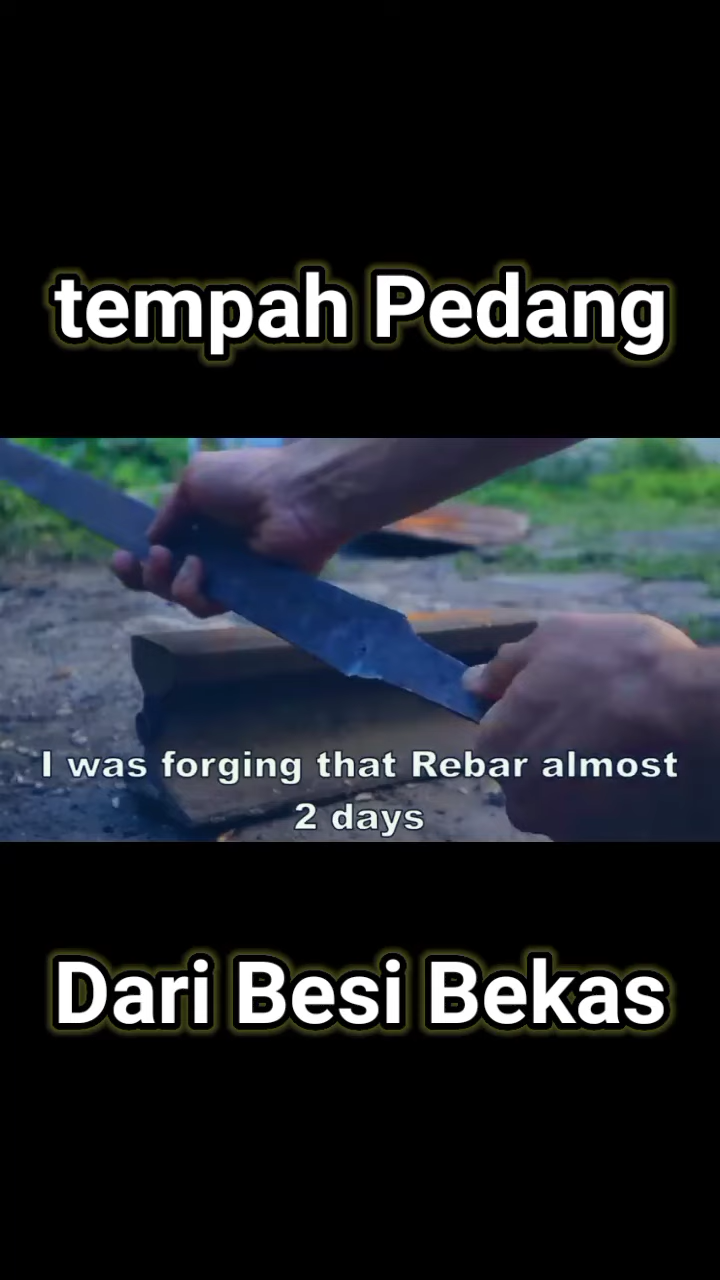 tempah Pedang
I was forging that Rebar almost
2 days
Dari Besi Bekas